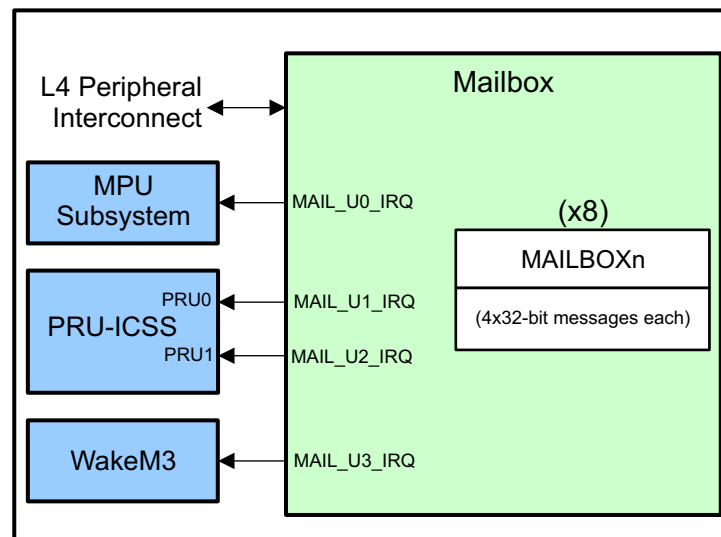 L4 Peripheral
Interconnect
Mailbox
MPU
Subsystem
MAIL_U0_IRQ
(x8)
MAILBOXn
(4x32-bit messages each)
PRU0
MAIL_U1_IRQ
PRU-ICSS
PRU1
MAIL_U2_IRQ
WakeM3
MAIL_U3_IRQ